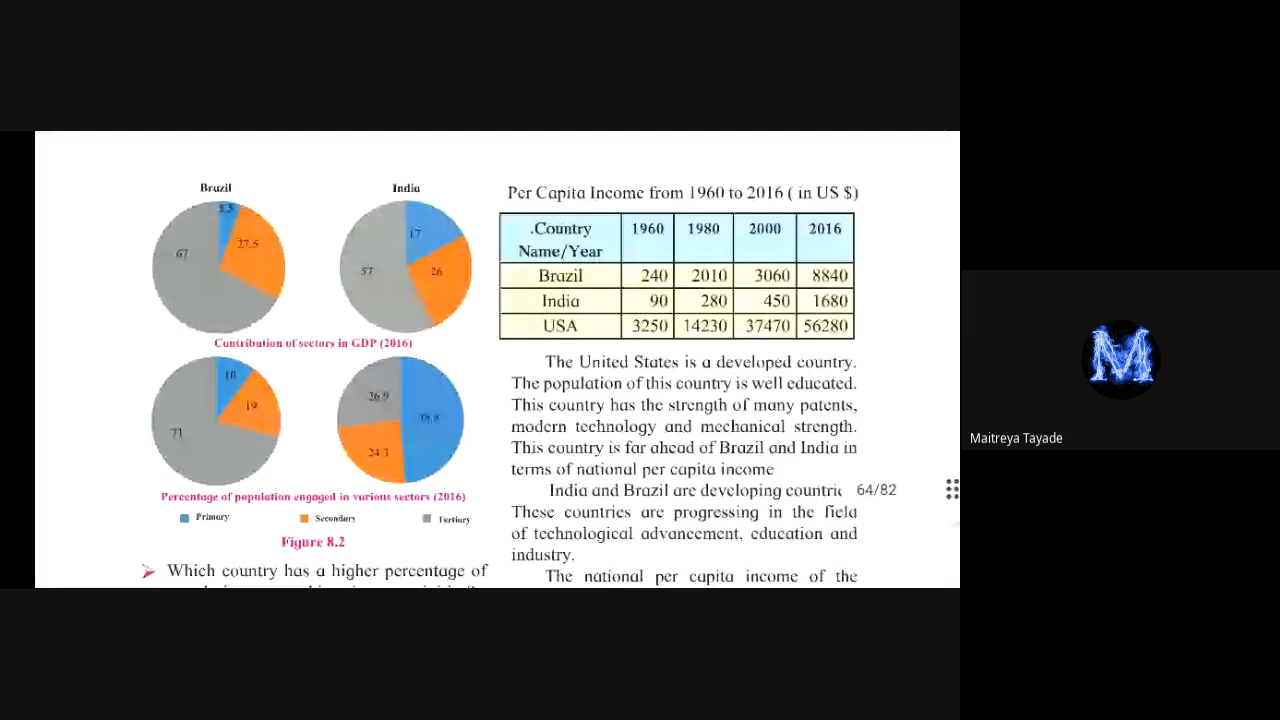 Brazil
India
5.5
27.5
67
17
26
57
Contribution of sectors in GDP (2016)
10
19
71
26.9
24.3
Percentage of population engaged in various sectors (2016)
Primary
Secondary
Tertiary
Figure 8.2
➤ Which country has a higher percentage of
Per Capita Income from 1960 to 2016 ( in US $)
.Country Name/Year 1960 1980 2000 2016
Brazil 240 2010 3060 8840
India 90 280 450 1680
USA 3250 14230 37470 56280
The United States is a developed country.
The population of this country is well educated.
This country has the strength of many patents,
modern technology and mechanical strength.
This country is far ahead of Brazil and India in
terms of national per capita income
India and Brazil are developing countri
64/82
These countries are progressing in the field
of technological advancement, education and
industry.
The national per capita income of the
M
Maitreya Tayade